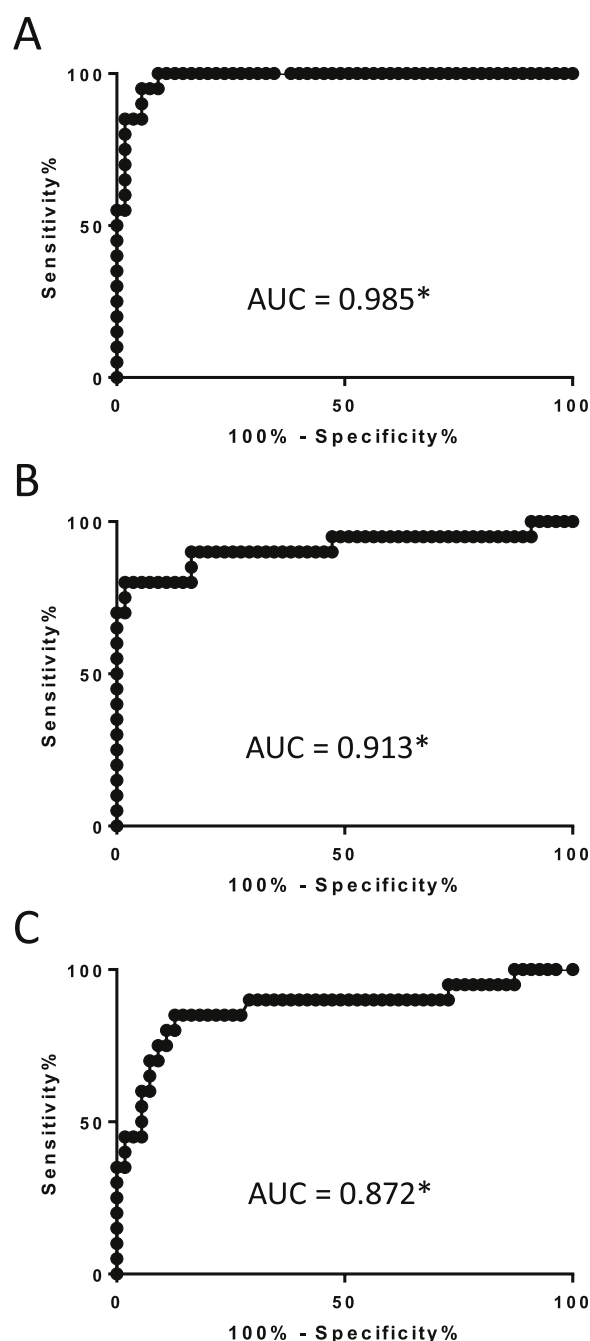 A
100
Sensitivity%
50
AUC = 0.985*
0
0 50 100
100% - Specificity%
B
100
Sensitivity%
50
AUC = 0.913*
0
0 50 100
100% - Specificity%
C
100
Sensitivity%
50
AUC = 0.872*
0
0 50 100
100% - Specificity%